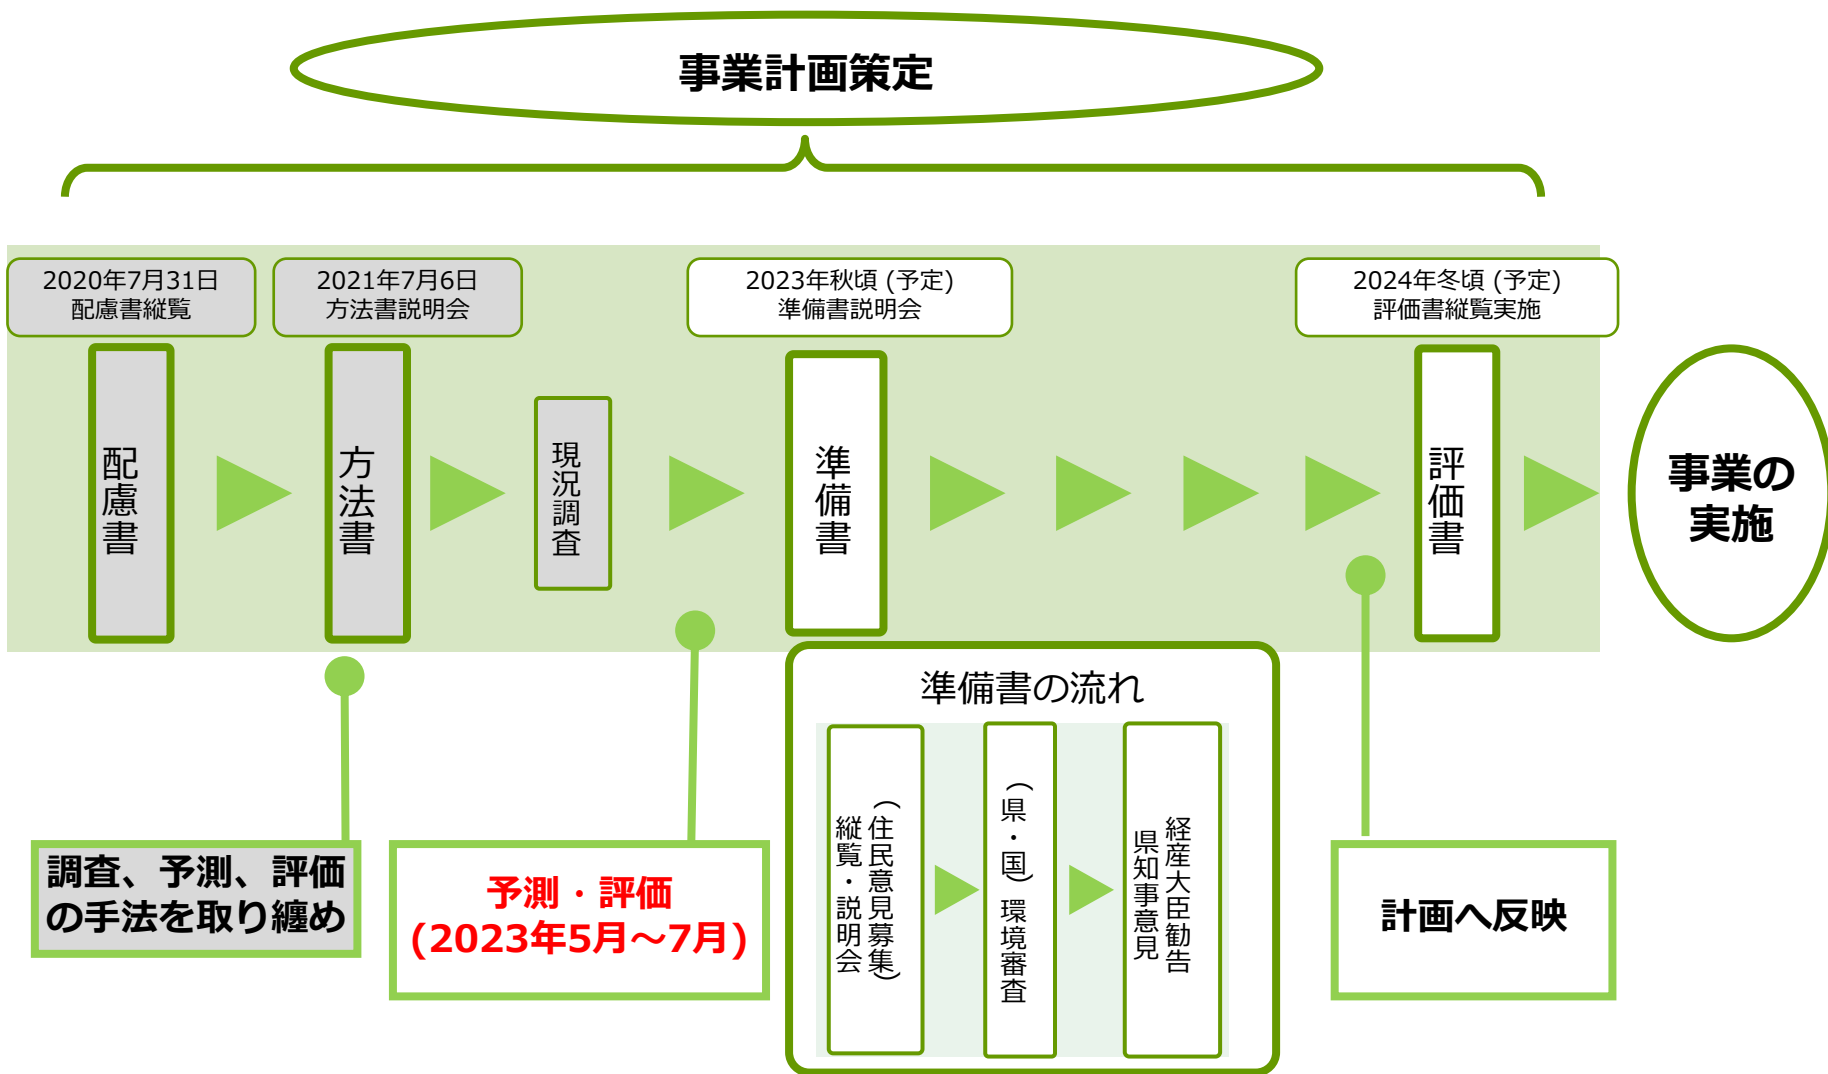 事業計画策定
2020年7月31日
配慮書縦覧
2021年7月6日
方法書説明会
2023年秋頃 (予定)
準備書説明会
2024年冬頃 (予定)
評価書縦覧実施
配慮書
方法書
現況調査
準備書
評価書
事業の
実施
調査、予測、評価
の手法を取り纏め
予測・評価
(2023年5月~7月)
準備書の流れ
(住民意見募集)
縦覧・説明会
(県・国)環境審査
経産大臣勧告
県知事意見
計画へ反映